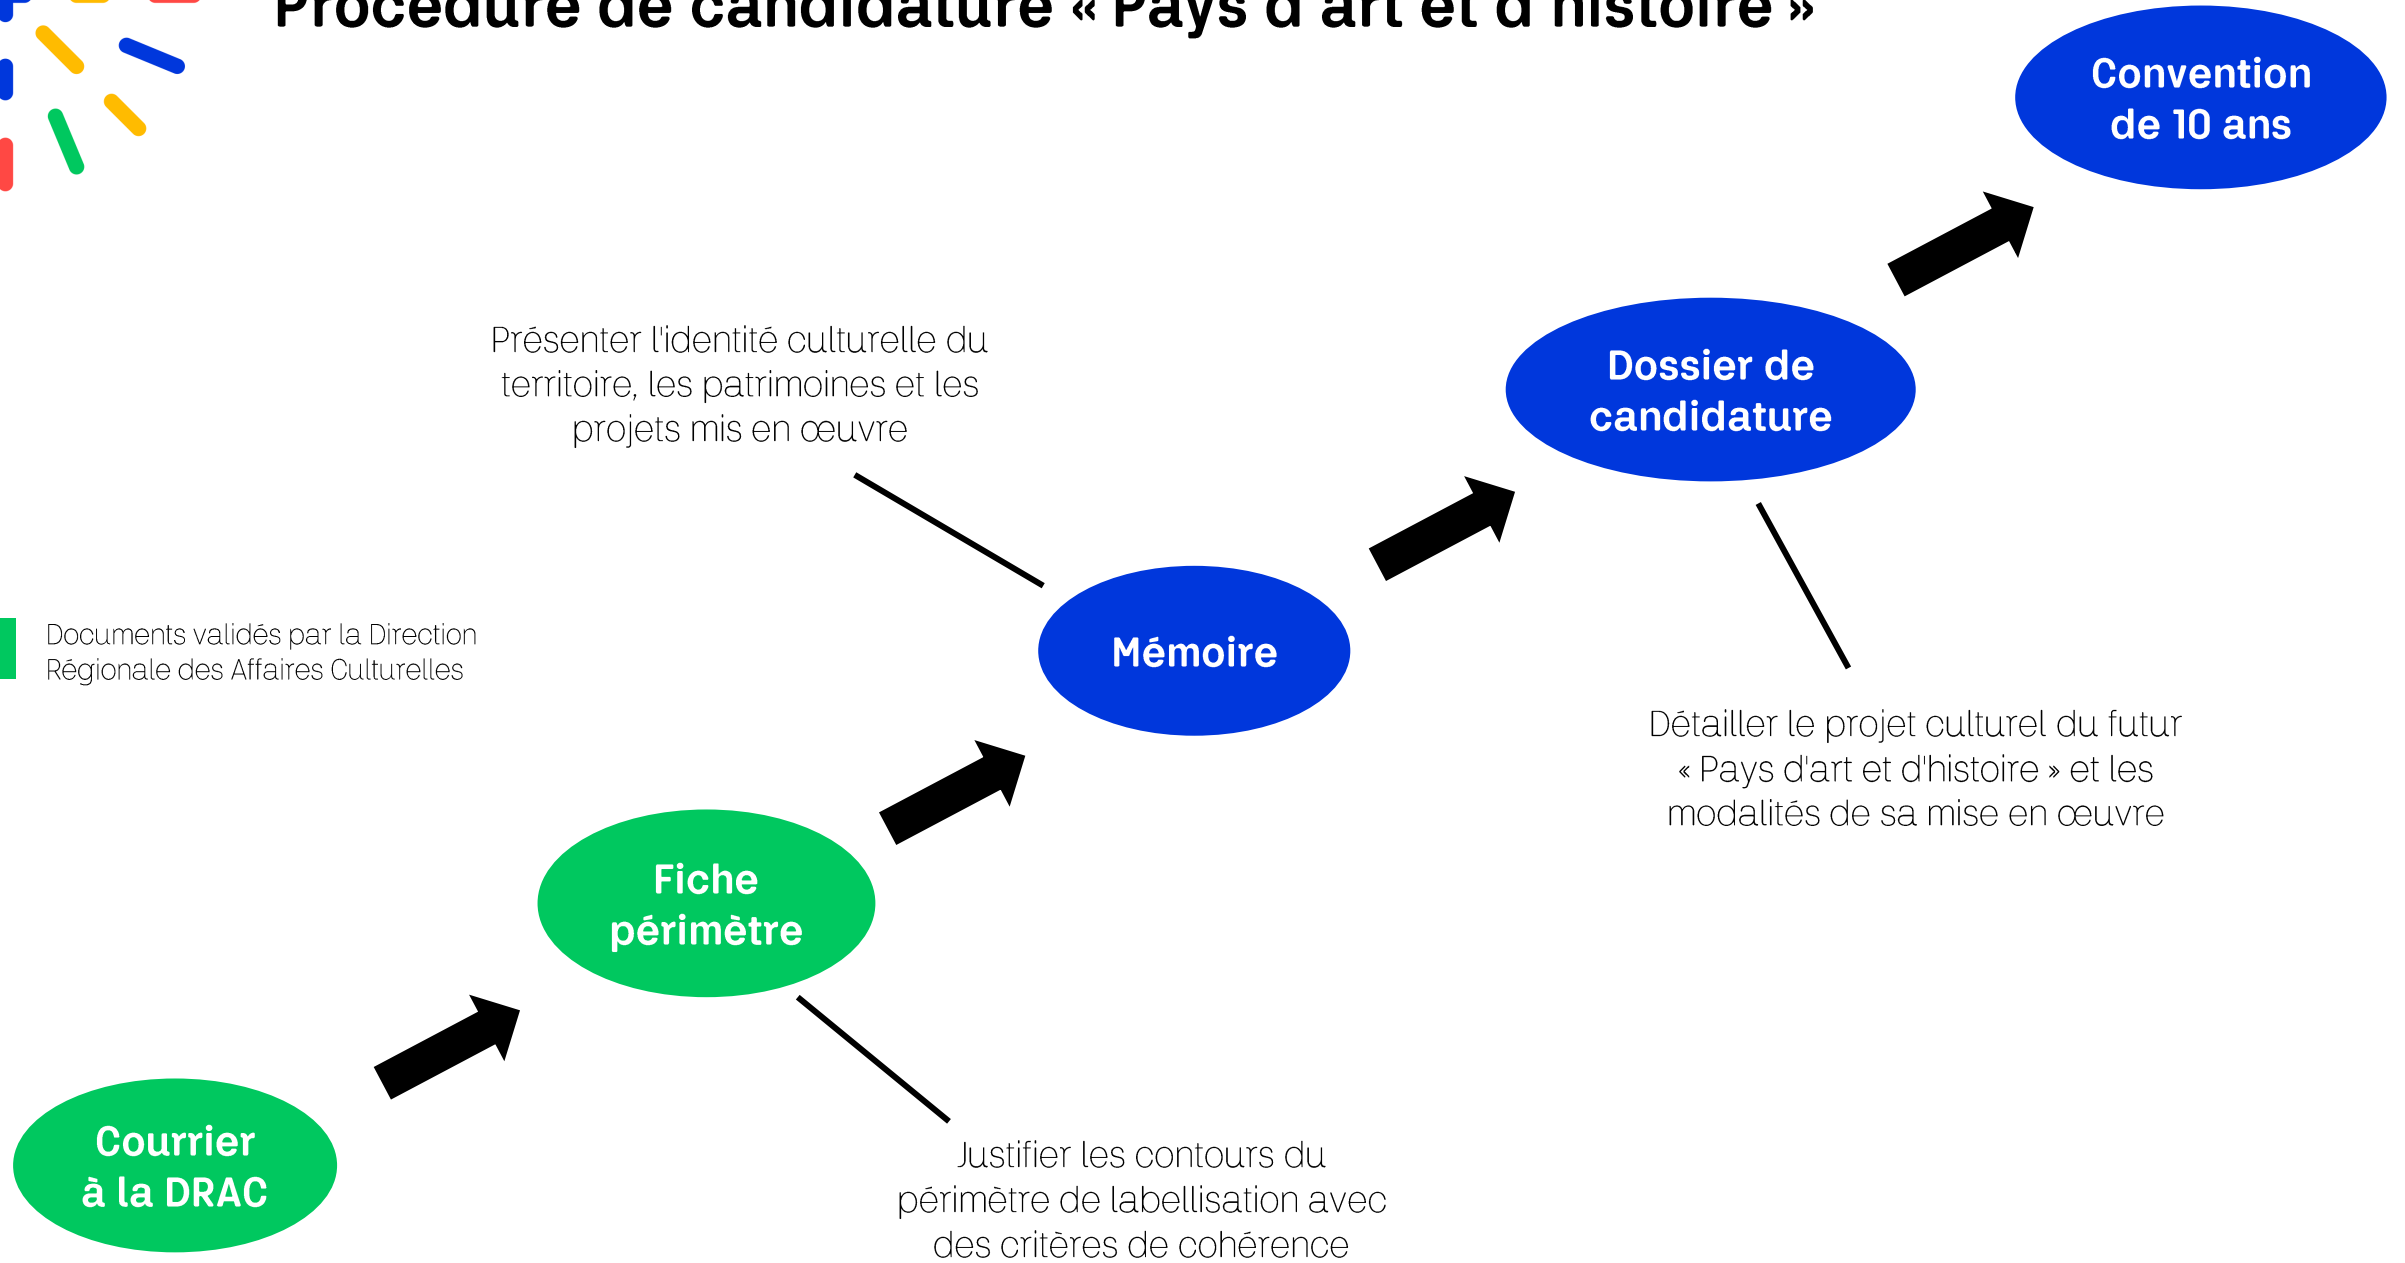 Procédure de candidature « Pays d'art et d'histoire »
Convention
de 10 ans
Présenter l'identité culturelle du
territoire, les patrimoines et les
projets mis en œuvre
Dossier de
candidature
Documents validés par la Direction
Régionale des Affaires Culturelles
Mémoire
Détailler le projet culturel du futur
« Pays d'art et d'histoire » et les
modalités de sa mise en œuvre
Fiche
périmètre
Courrier
à la DRAC
Justifier les contours du
périmètre de labellisation avec
des critères de cohérence